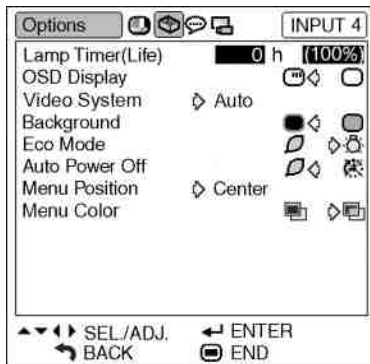 Options INPUT 4
Lamp Timer(Life) 0 h (100%)
OSD Display
Video System Auto
Background
Eco Mode
Auto Power Off
Menu Position Center
Menu Color
SEL./ADJ. ENTER
BACK END